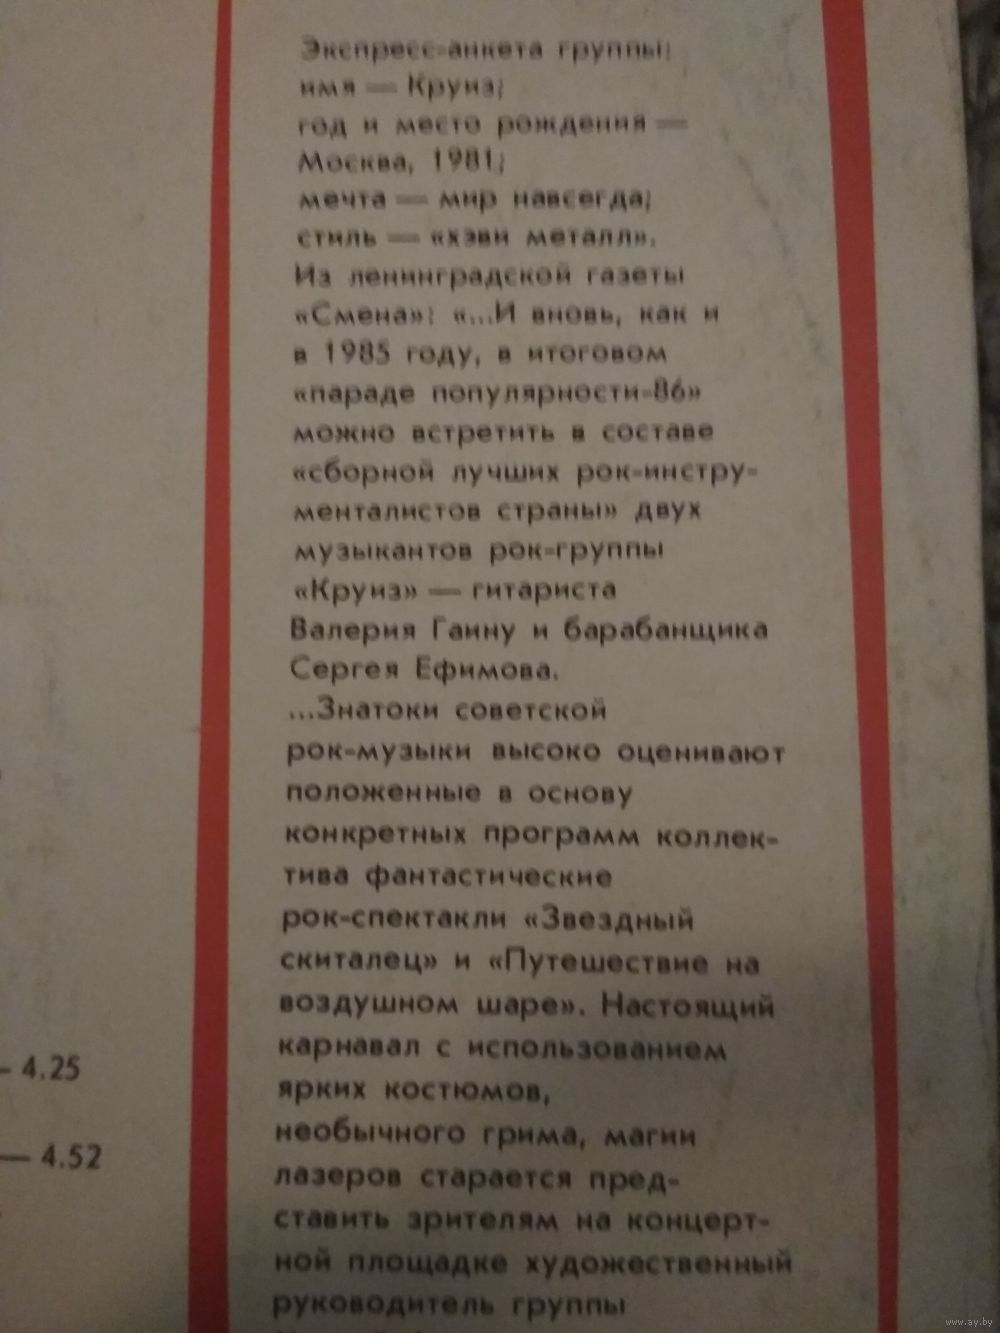 Экспресс-анкета группы:
имя — Круиз;
год и место рождения —
Москва, 1981;
мечта — мир навсегда;
стиль — «хэви металл».
Из ленинградской газеты
«Смена»: «...И вновь, как и
в 1985 году, в итоговом
«параде популярности-86»
можно встретить в составе
«сборной лучших рок-инстру-
менталистов страны» двух
музыкантов рок-группы
«Круиз» — гитариста
Валерия Гаину и барабанщика
Сергея Ефимова.
...Знатоки советской
рок-музыки высоко оценивают
положенные в основу
конкретных программ коллек-
тива фантастические
рок-спектакли «Звездный
скиталец» и «Путешествие на
воздушном шаре». Настоящий
карнавал с использованием
ярких костюмов,
необычного грима, магии
лазеров старается пред-
ставить зрителям на концерт-
ной площадке художественный
руководитель группы
— 4.25
— 4.52
www.ay.by